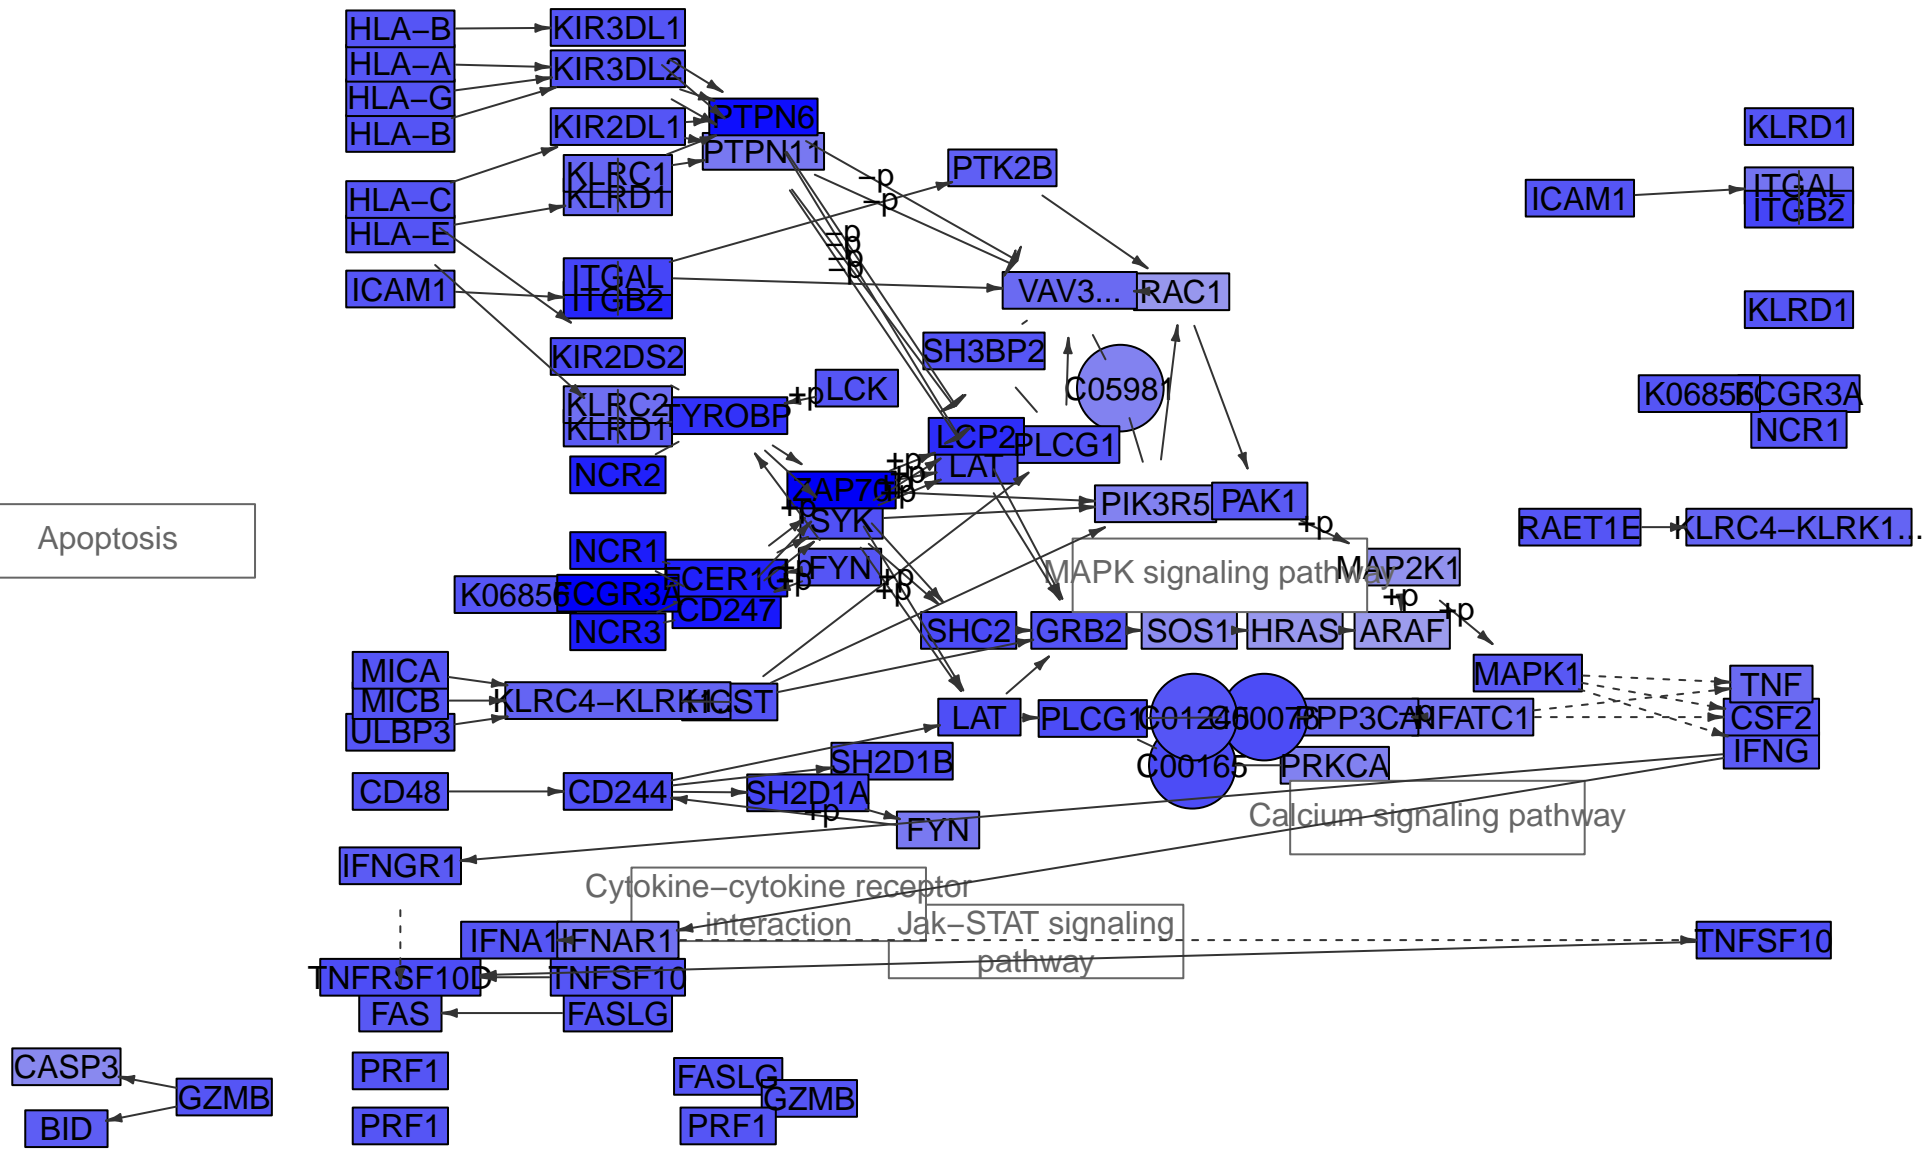 HLA−B
KIR3DL1
HLA−A
KIR3DL2
HLA−G
HLA−B
PTPN6
KIR2DL1
KLRD1
PTPN11
PTK2B
KLRC1
KLRD1
−p
−p
ITGAL
ITGB2
ICAM1
HLA−C
HLA−E
−p
−p
−p
−p
ICAM1
ITGAL
ITGB2
VAV3...
RAC1
KLRD1
KIR2DS2
SH3BP2
C05981
LCK
+p
K06856
FCGR3A
KLRC2
KLRD1
TYROBP
NCR1
LCP2
PLCG1
LAT
+p
+p
+p
+p
NCR2
ZAP70
SYK
+p
PIK3R5
PAK1
+p
RAET1E
KLRC4−KLRK1...
Apoptosis
NCR1
FCER1G
FYN
+p
+p
+p
+p
MAPK signaling pathway
MAP2K1
K06856
FCGR3A
CD247
+p
+p
NCR3
SHC2
GRB2
SOS1
HRAS
ARAF
MICA
MICB
ULBP3
KLRC4−KLRK1...
HCST
MAPK1
TNF
CSF2
IFNG
LAT
PLCG1
C01245
C00076
PPP3CA
NFATC1
C00165
PRKCA
CD48
CD244
SH2D1B
SH2D1A
+p
FYN
Calcium signaling pathway
IFNGR1
Cytokine−cytokine receptor
interaction
Jak−STAT signaling
pathway
IFNA1
IFNAR1
TNFSF10
TNFRSF10D
TNFSF10
FAS
FASLG
CASP3
GZMB
BID
PRF1
PRF1
FASLG
GZMB
PRF1